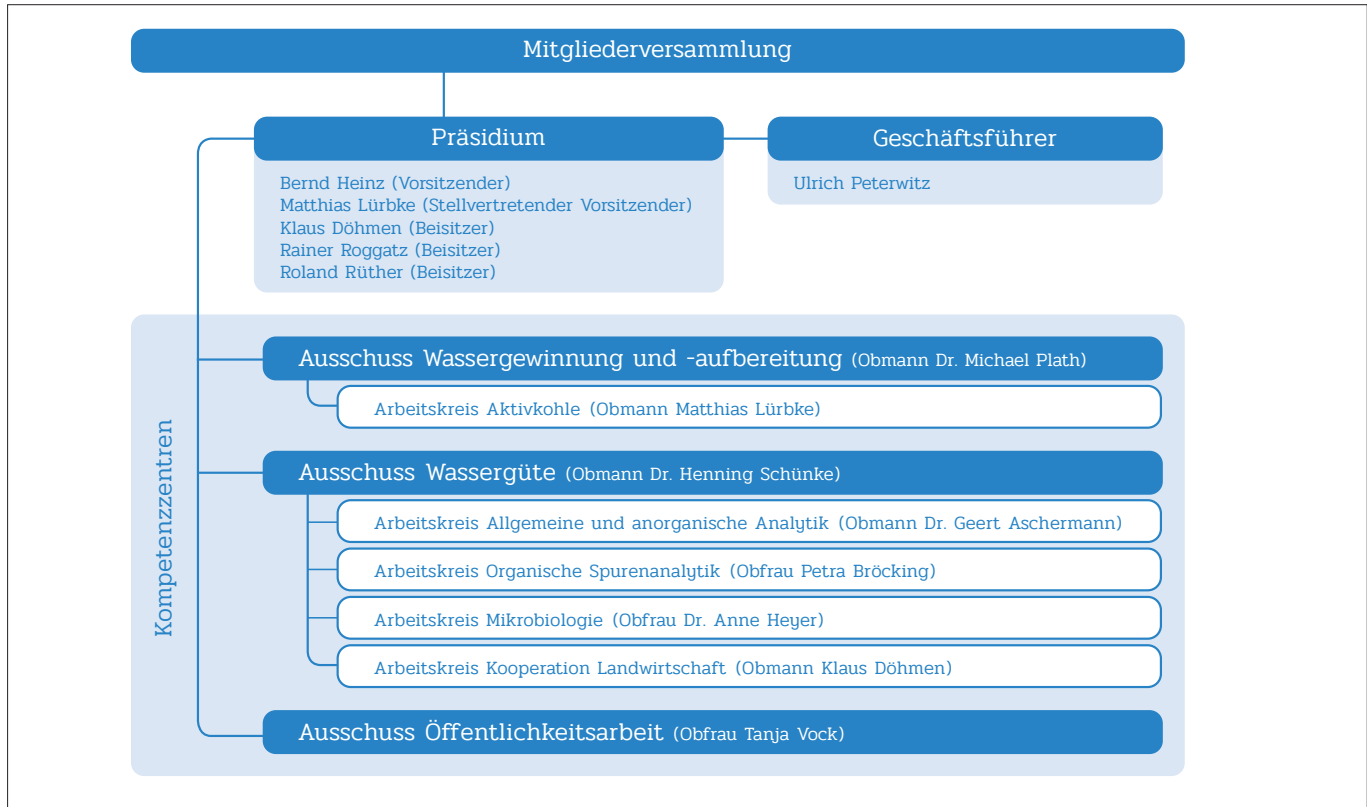 Mitgliederversammlung
Präsidium
Bernd Heinz (Vorsitzender)
Matthias Lürbke (Stellvertretender Vorsitzender)
Klaus Döhmen (Beisitzer)
Rainer Roggatz (Beisitzer)
Roland Rüther (Beisitzer)
Geschäftsführer
Ulrich Peterwitz
Kompetenzzentren
Ausschuss Wassergewinnung und -aufbereitung (Obmann Dr. Michael Plath)
Arbeitskreis Aktivkohle (Obmann Matthias Lürbke)
Ausschuss Wassergüte (Obmann Dr. Henning Schünke)
Arbeitskreis Allgemeine und anorganische Analytik (Obmann Dr. Geert Aschermann)
Arbeitskreis Organische Spurenanalytik (Obfrau Petra Bröcking)
Arbeitskreis Mikrobiologie (Obfrau Dr. Anne Heyer)
Arbeitskreis Kooperation Landwirtschaft (Obmann Klaus Döhmen)
Ausschuss Öffentlichkeitsarbeit (Obfrau Tanja Vock)